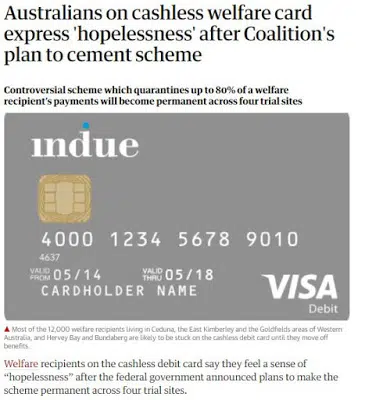 Australians on cashless welfare card
express 'hopelessness' after Coalition's
plan to cement scheme
Controversial scheme which quarantines up to 80% of a welfare
recipient's payments will become permanent across four trial sites
indue
4000 1234 5678 9010
4637
VALID FROM 05/14 VALID THRU 05/18
CARDHOLDER NAME
VISA
Debit
▲ Most of the 12,000 welfare recipients living in Ceduna, the East Kimberley and the Goldfields areas of Western
Australia, and Hervey Bay and Bundaberg are likely to be stuck on the cashless debit card until they move off
benefits.
Welfare recipients on the cashless debit card say they feel a sense of
“hopelessness” after the federal government announced plans to make the
scheme permanent across four trial sites.